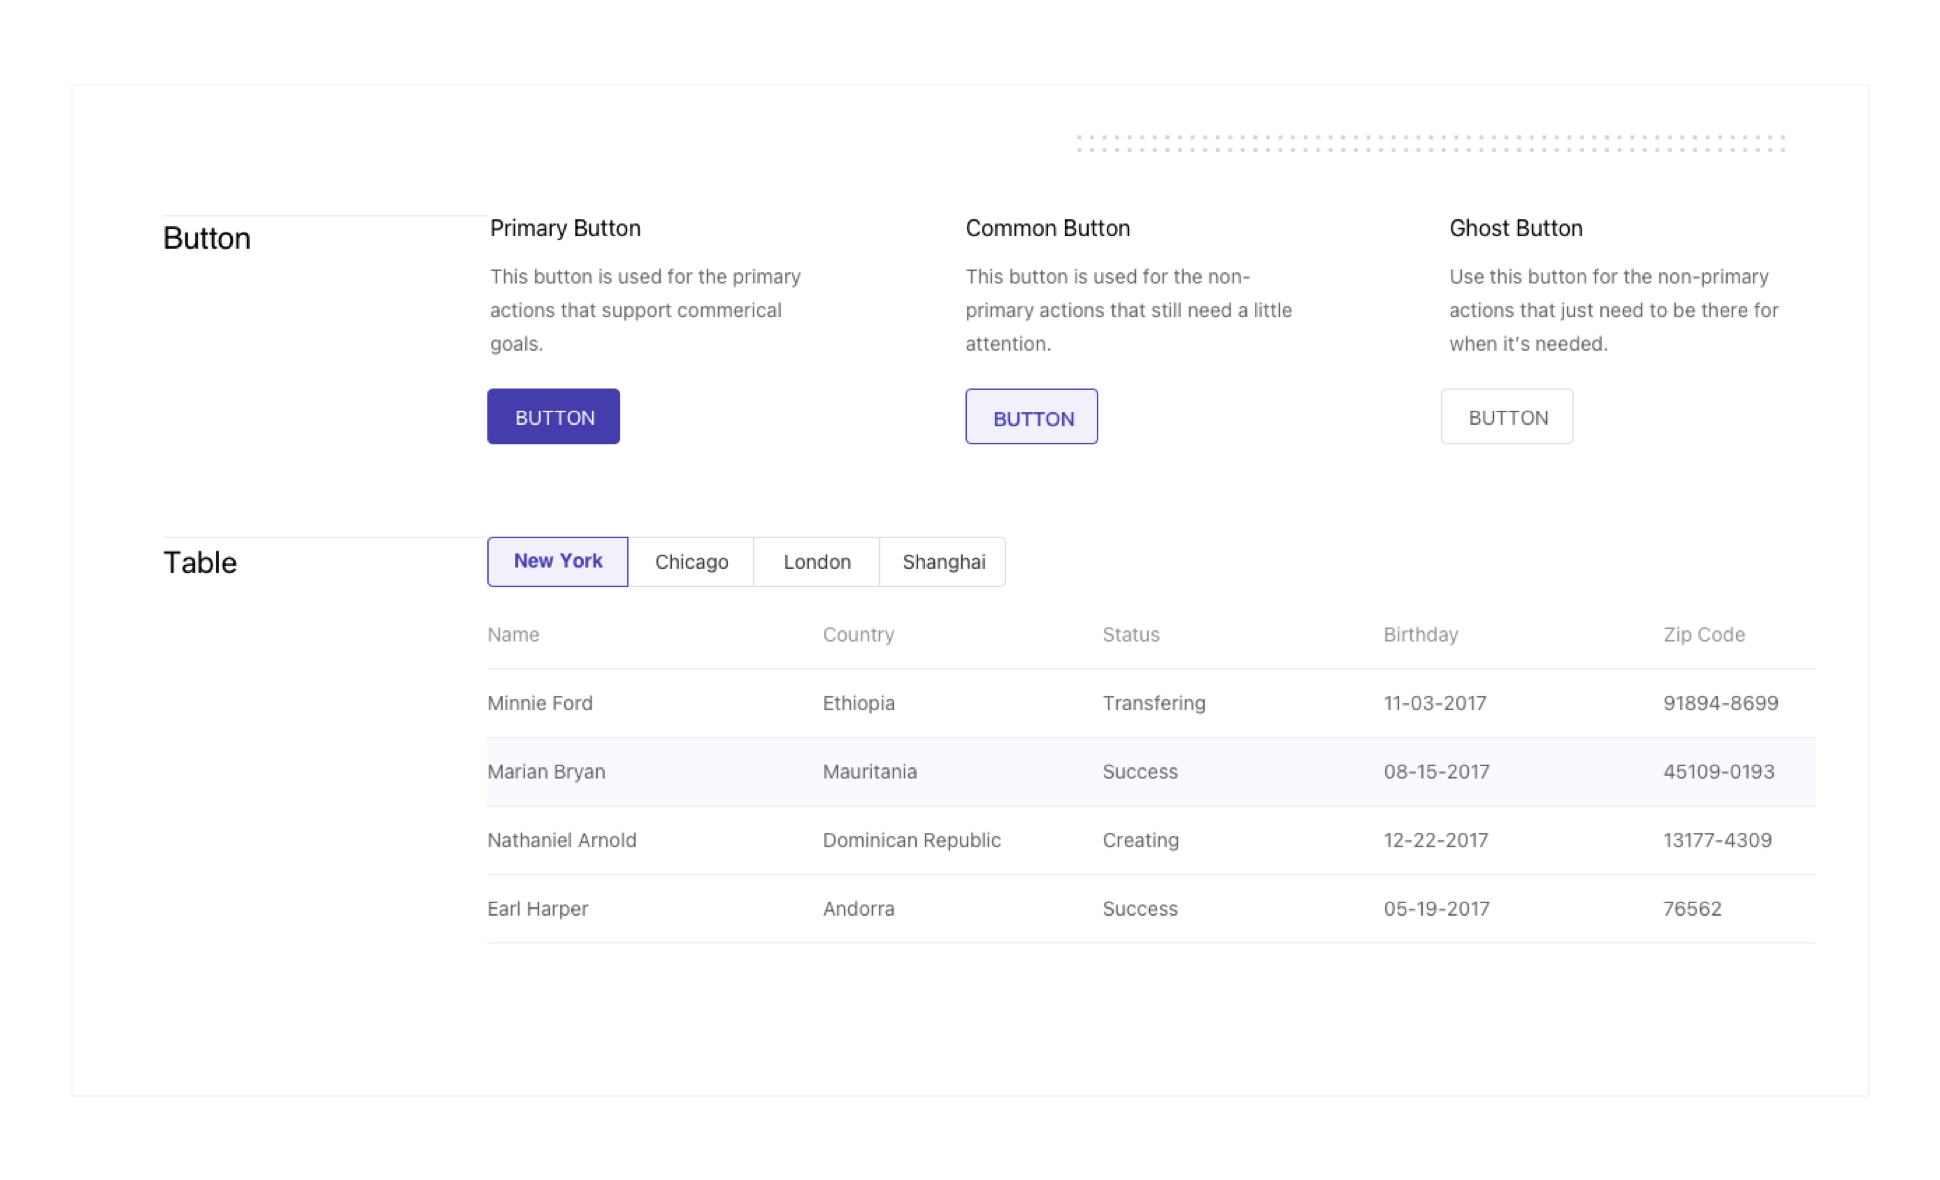 Button
Primary Button
This button is used for the primary
actions that support commerical
goals.
BUTTON
Common Button
This button is used for the non-
primary actions that still need a little
attention.
BUTTON
Ghost Button
Use this button for the non-primary
actions that just need to be there for
when it’s needed.
BUTTON
Table
New York Chicago London Shanghai
Name Country Status Birthday Zip Code
Minnie Ford Ethiopia Transfering 11-03-2017 91894-8699
Marian Bryan Mauritania Success 08-15-2017 45109-0193
Nathaniel Arnold Dominican Republic Creating 12-22-2017 13177-4309
Earl Harper Andorra Success 05-19-2017 76562